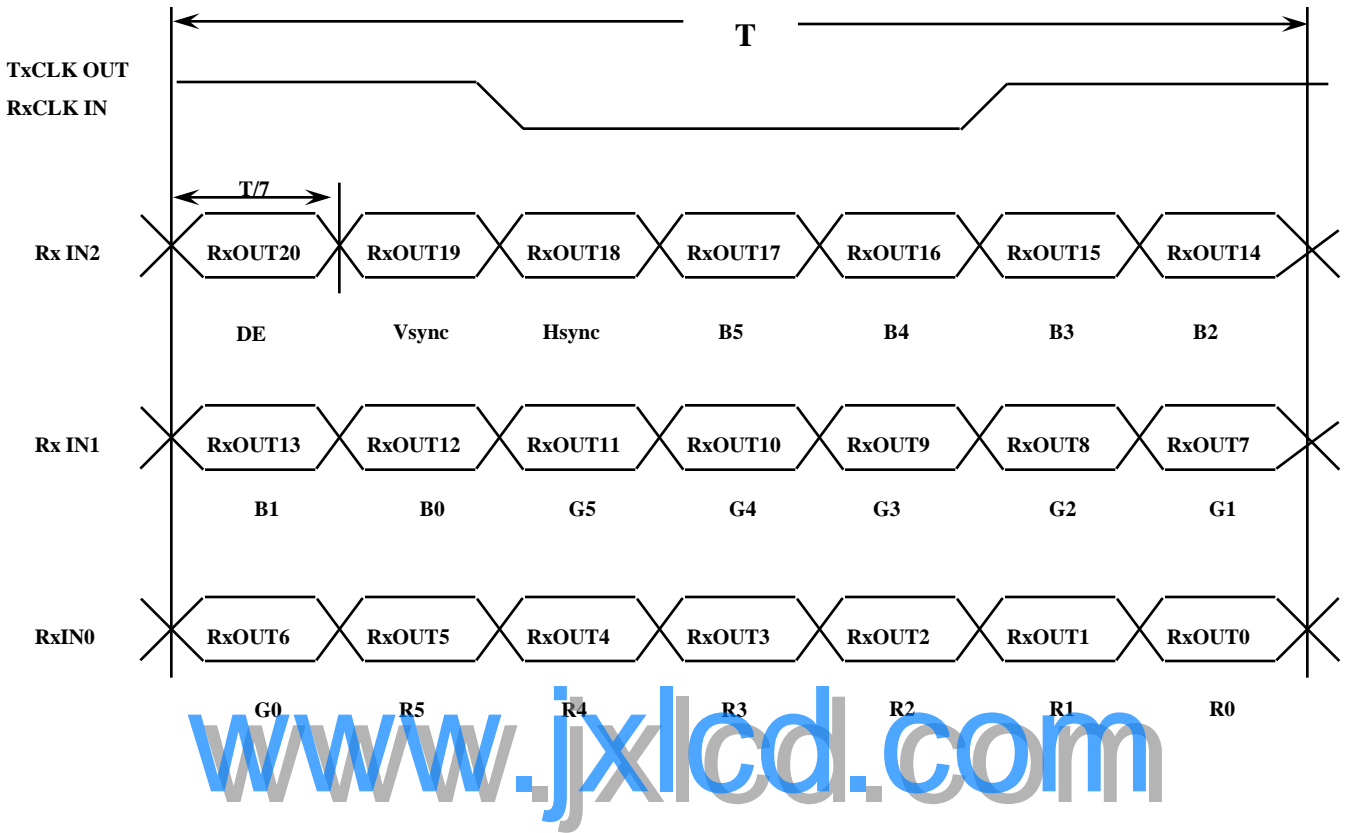 T
TxCLK OUT
RxCLK IN
T/7
Rx IN2
RxOUT20 RxOUT19 RxOUT18 RxOUT17 RxOUT16 RxOUT15 RxOUT14
DE Vsync Hsync B5 B4 B3 B2
Rx IN1
RxOUT13 RxOUT12 RxOUT11 RxOUT10 RxOUT9 RxOUT8 RxOUT7
B1 B0 G5 G4 G3 G2 G1
RxIN0
RxOUT6 RxOUT5 RxOUT4 RxOUT3 RxOUT2 RxOUT1 RxOUT0
G0 R5 R4 R3 R2 R1 R0
www.jxlcd.com